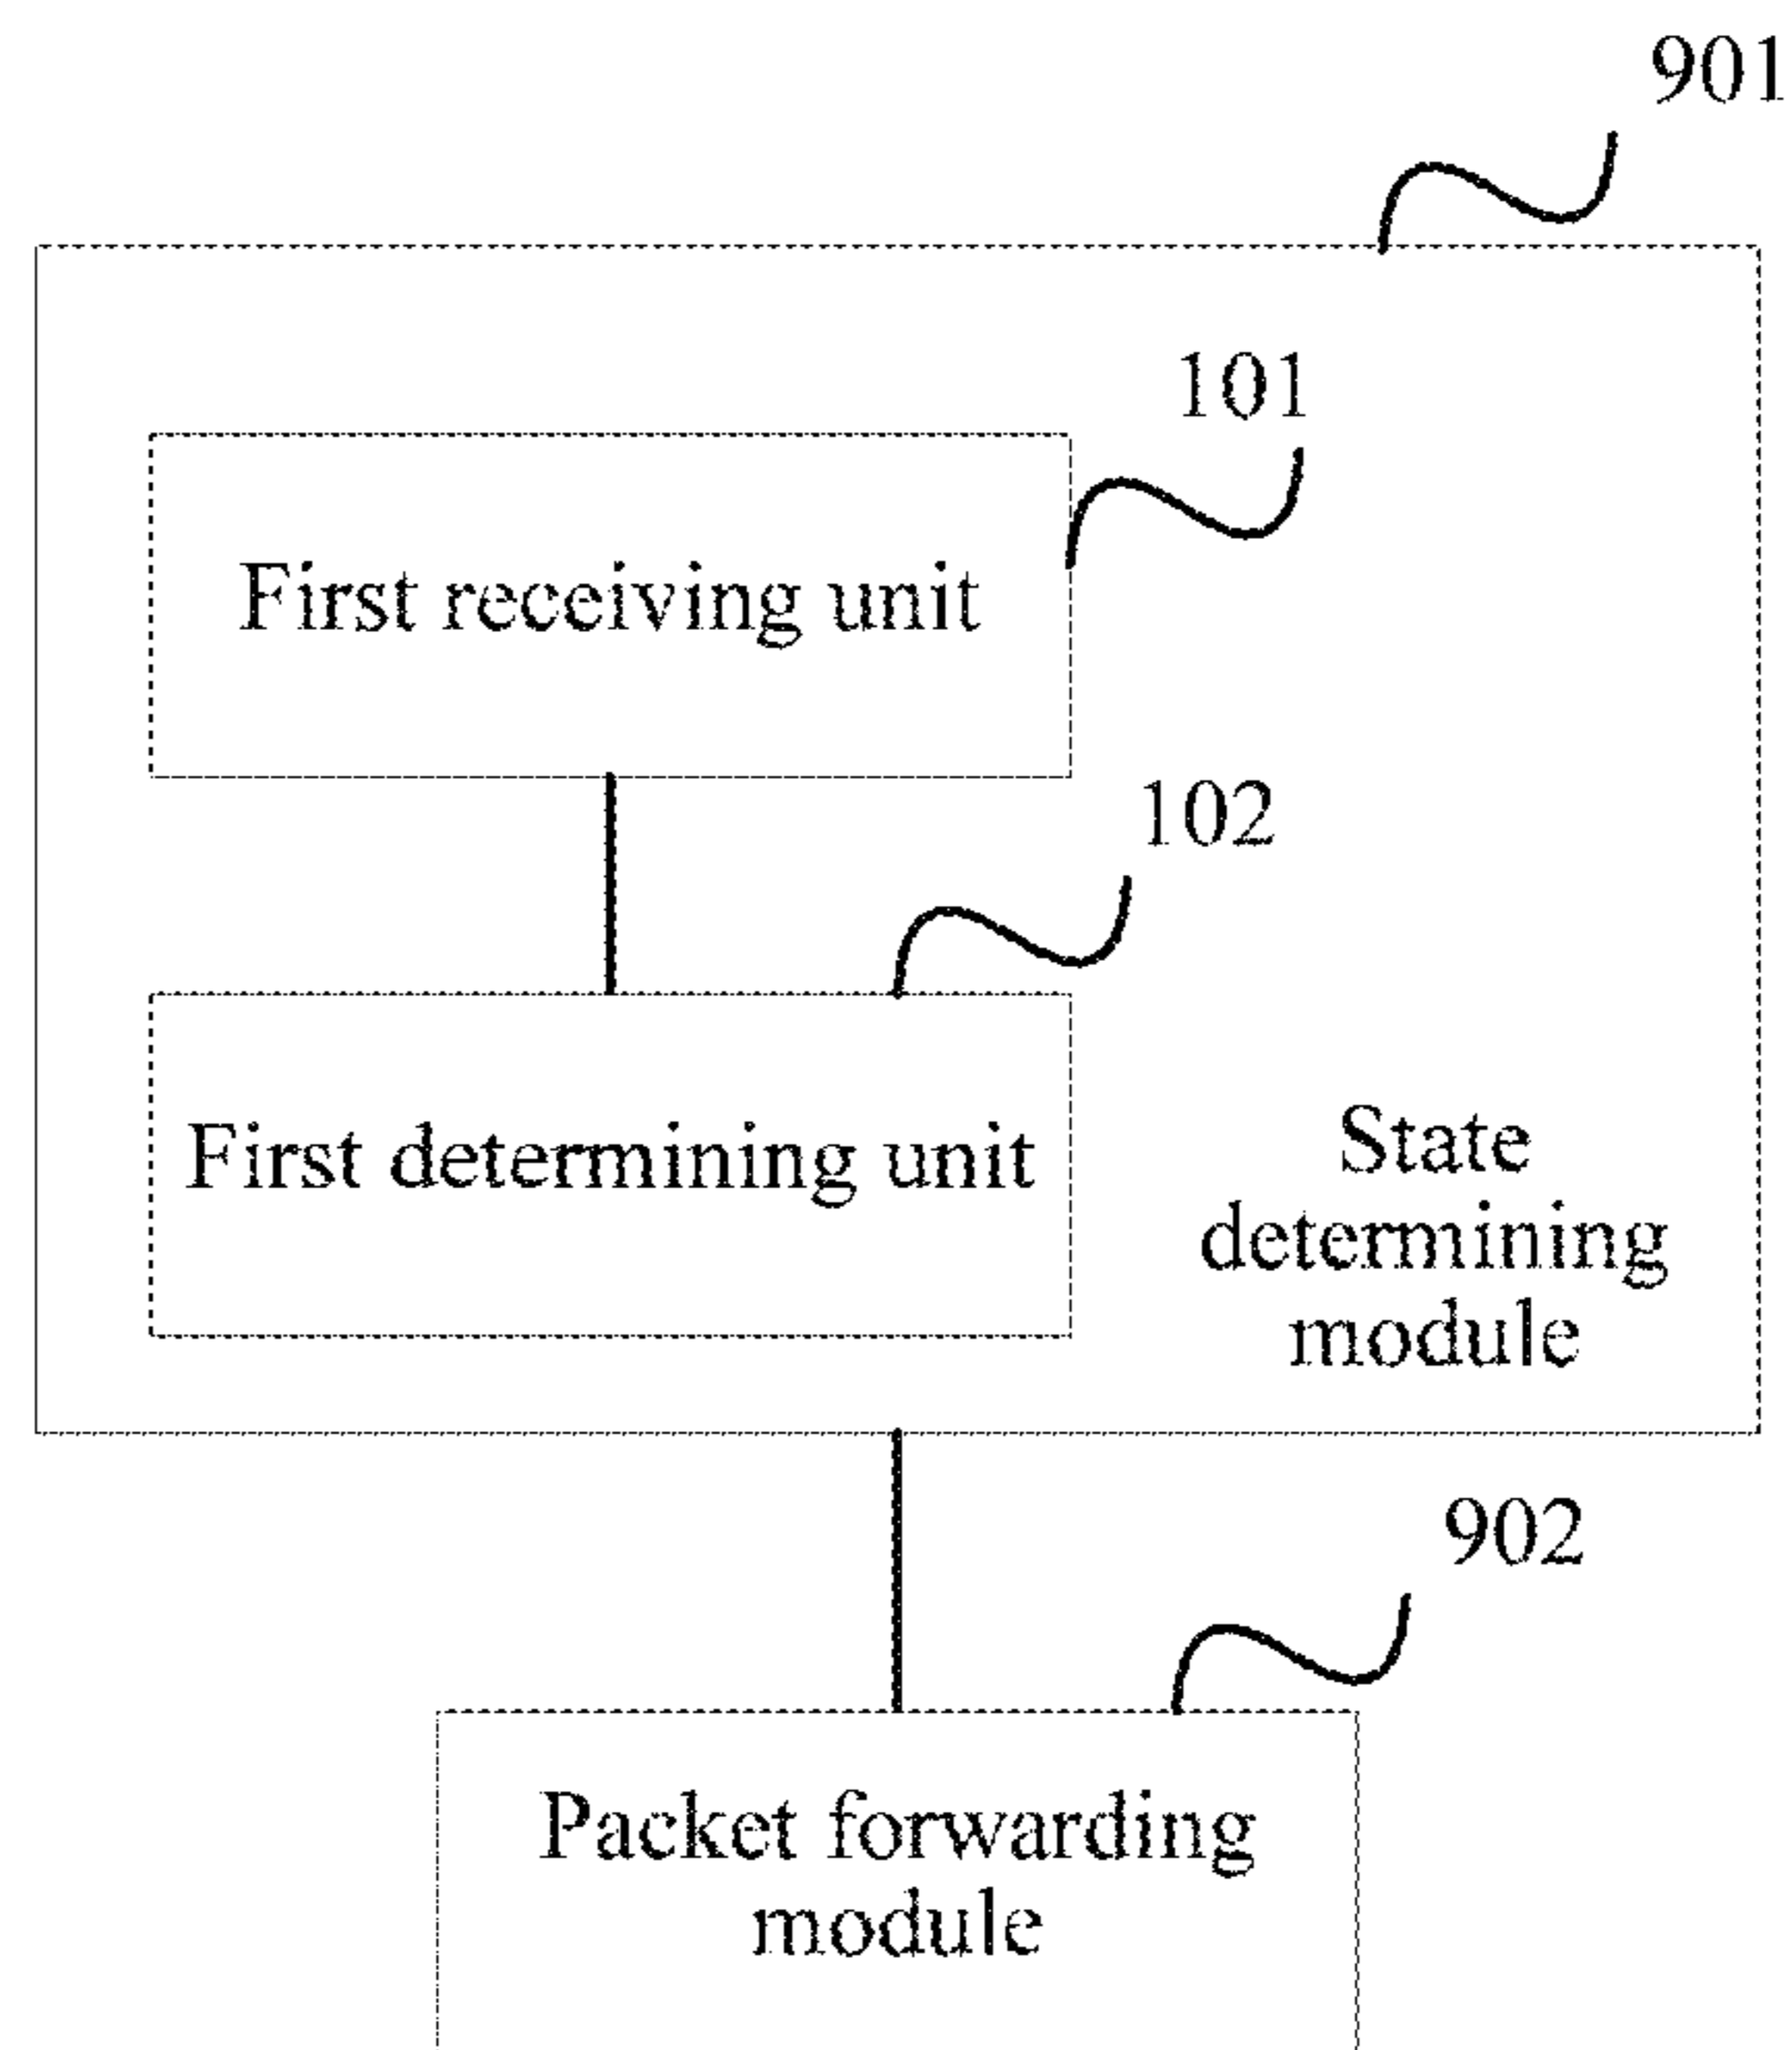 901
101
First receiving unit
102
First determining unit
State
determining
module
902
Packet forwarding
module